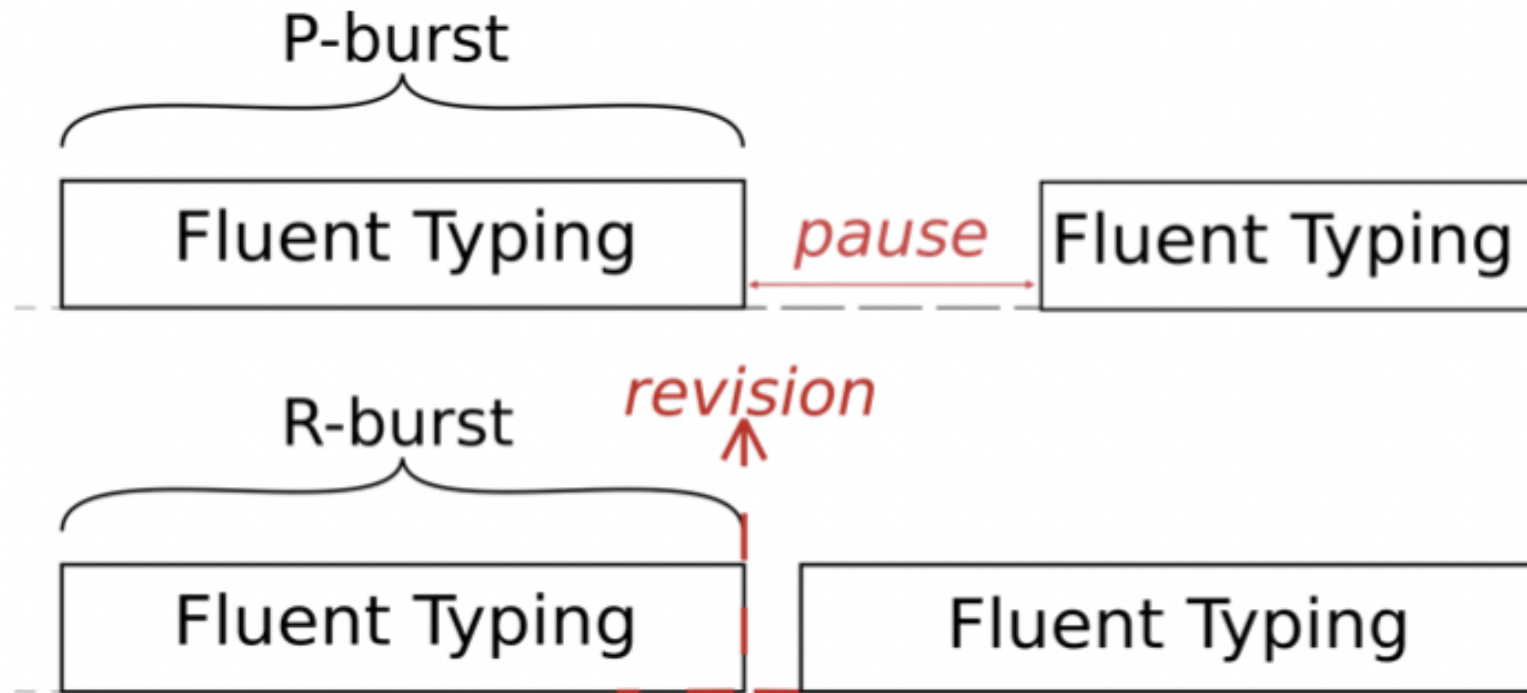 P-burst
Fluent Typing
pause
Fluent Typing
revision
R-burst
Fluent Typing
Fluent Typing